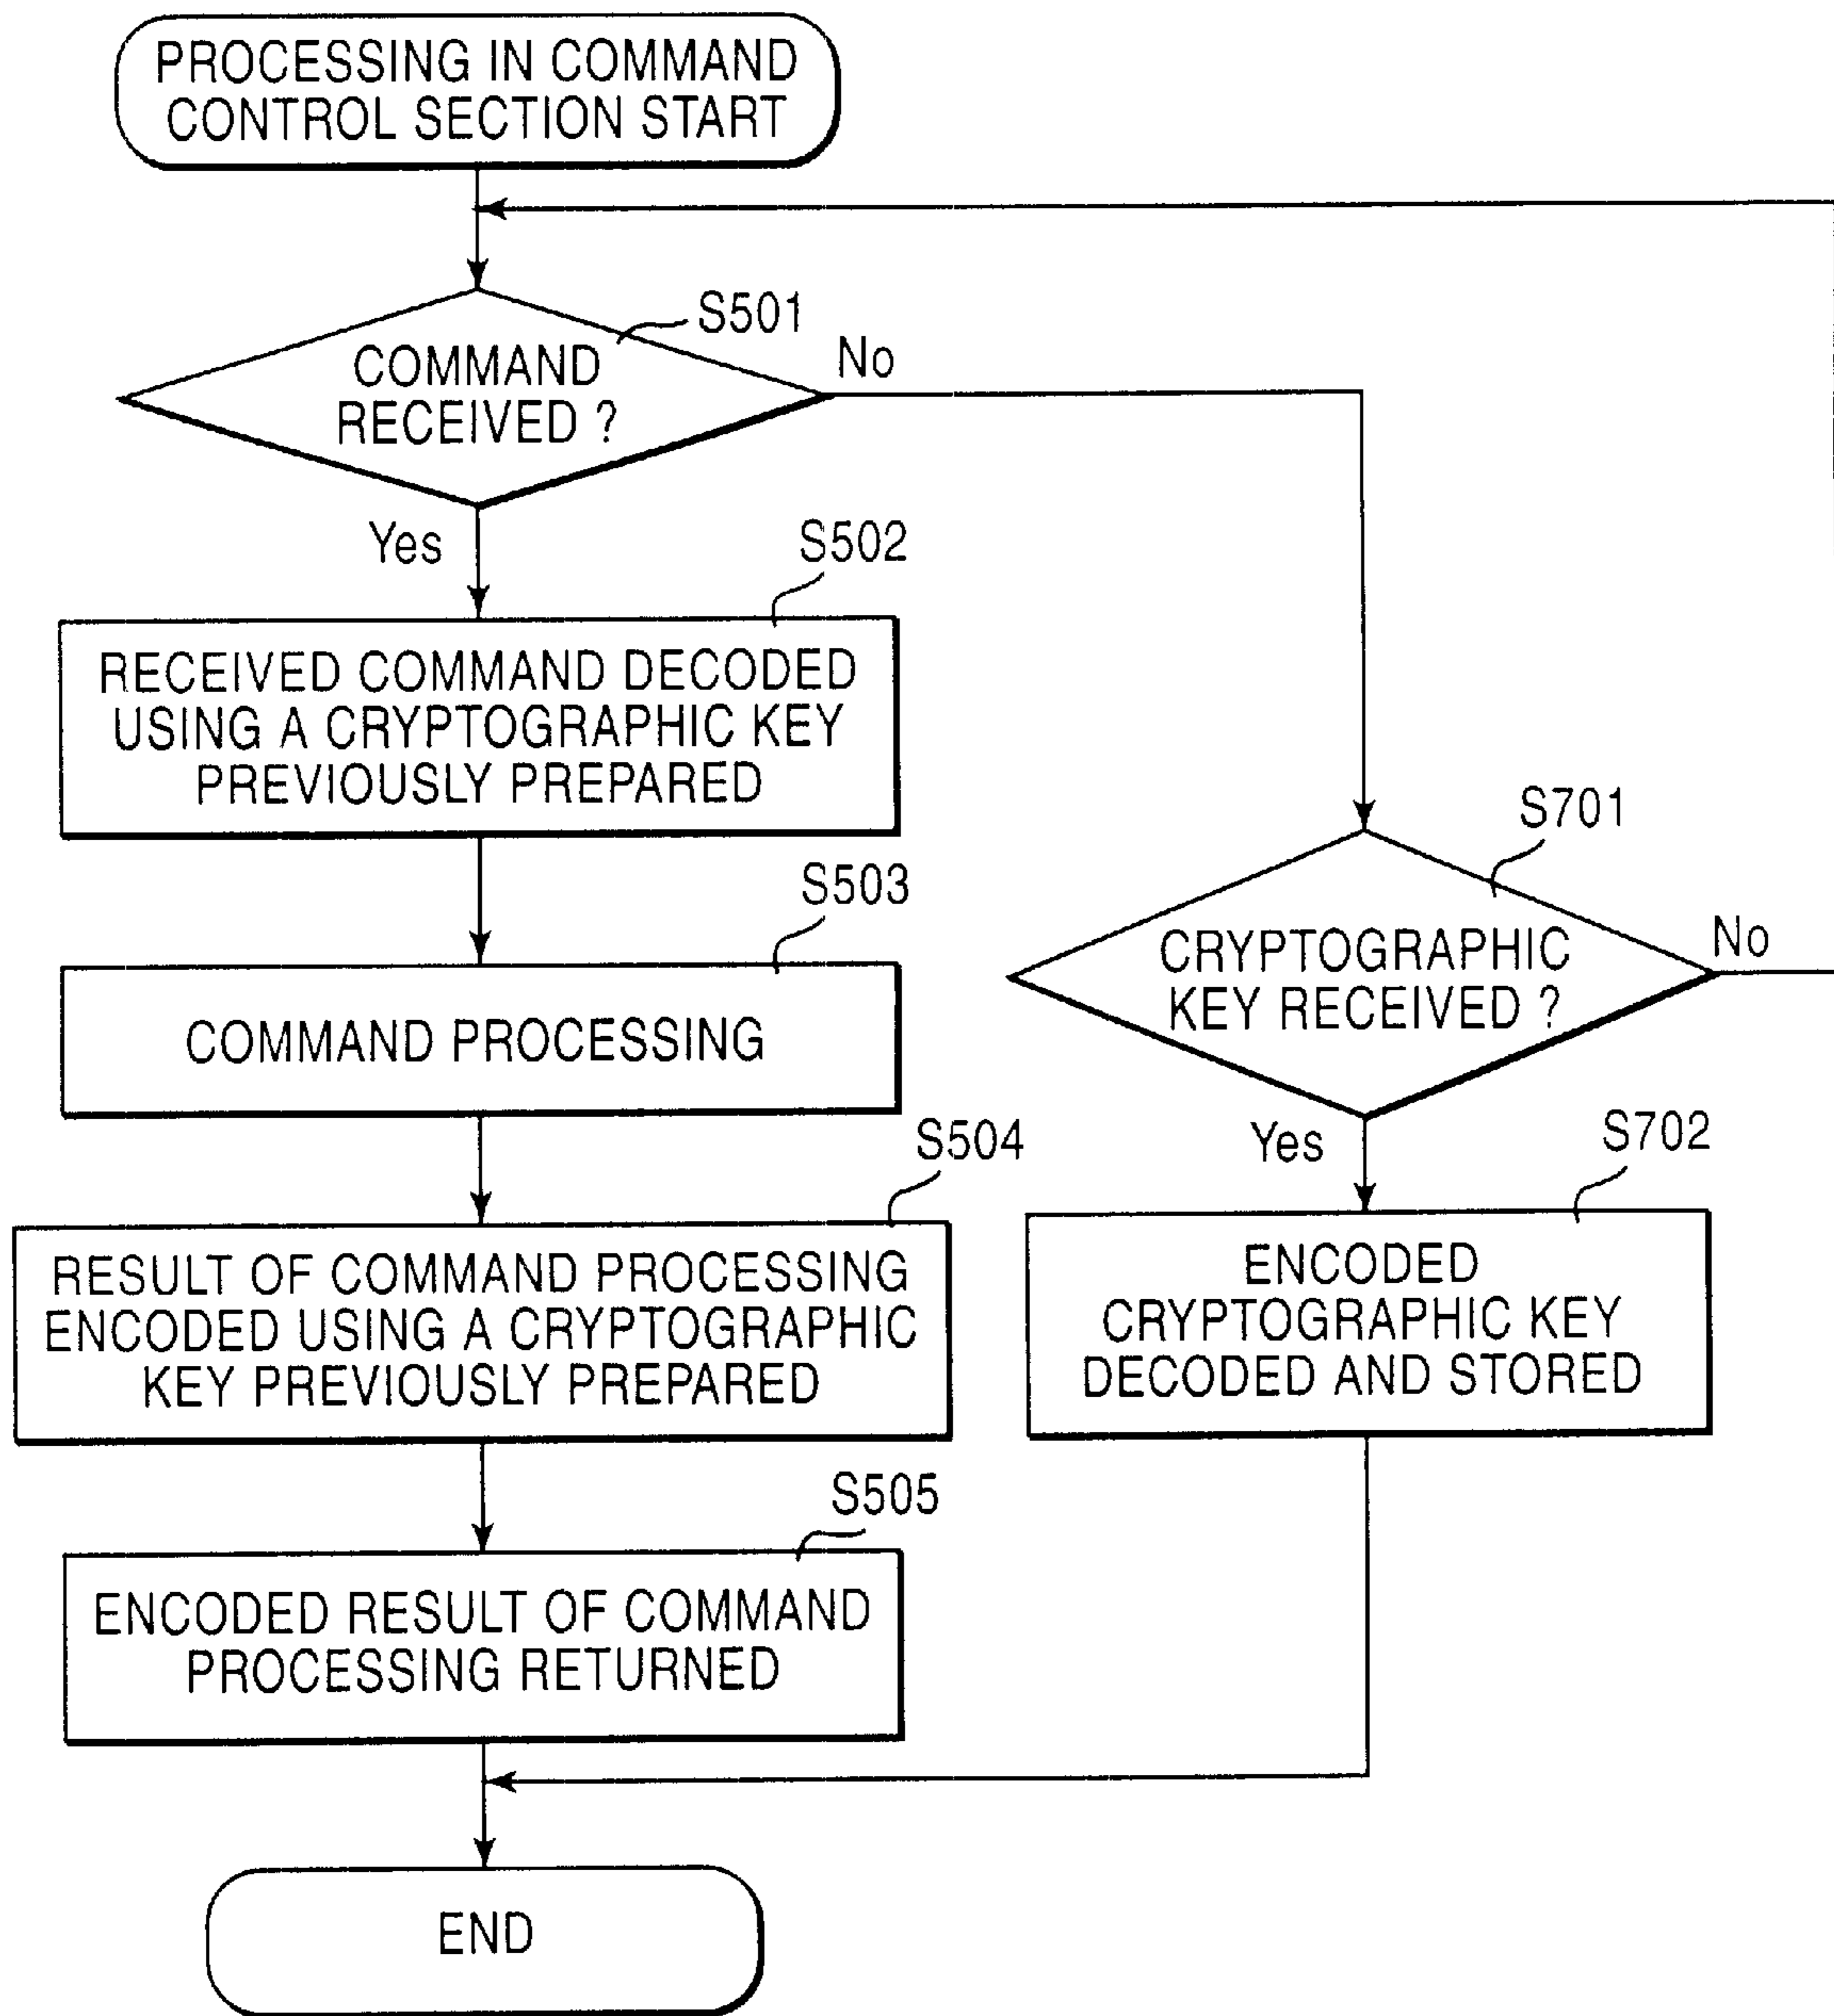 PROCESSING IN COMMAND
CONTROL SECTION START
S501
COMMAND
RECEIVED ?
No
Yes
S502
RECEIVED COMMAND DECODED
USING A CRYPTOGRAPHIC KEY
PREVIOUSLY PREPARED
S503
COMMAND PROCESSING
S504
RESULT OF COMMAND PROCESSING
ENCODED USING A CRYPTOGRAPHIC
KEY PREVIOUSLY PREPARED
S505
ENCODED RESULT OF COMMAND
PROCESSING RETURNED
S701
CRYPTOGRAPHIC
KEY RECEIVED ?
No
Yes
S702
ENCODED
CRYPTOGRAPHIC KEY
DECODED AND STORED
END